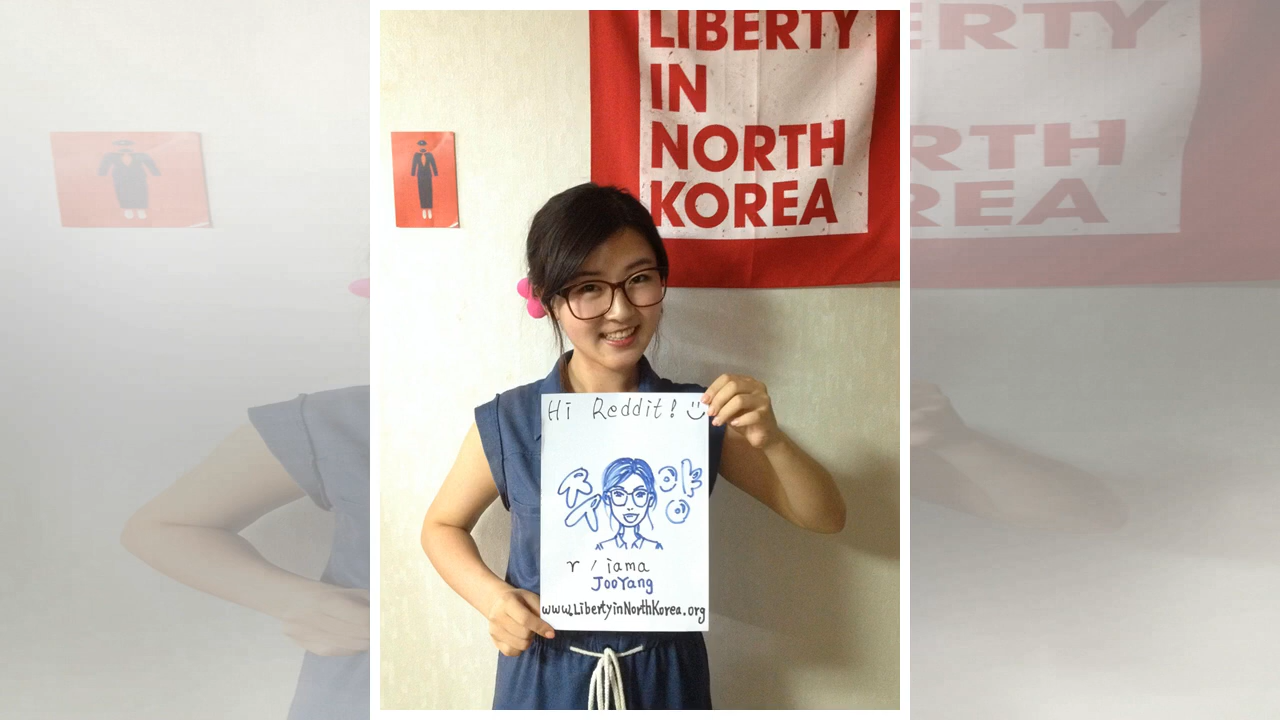 LIBERTY
IN
NORTH
KOREA
Hi Reddit!
주 양
r / iama
JooYang
www.LibertyinNorthKorea.org